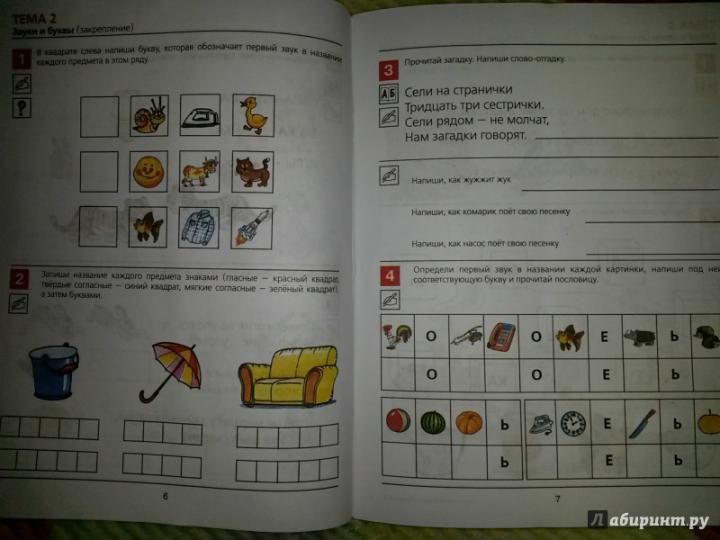 ТЕМА 2
Звуки и буквы (закрепление)
1
В квадрате слева напиши букву, которая обозначает первый звук в названии
каждого предмета в этом ряду.
?
2
Запиши название каждого предмета знаками (гласные – красный квадрат,
твёрдые согласные – синий квадрат, мягкие согласные – зелёный квадрат),
а затем буквами.
6
3
Прочитай загадку. Напиши слово-отгадку.
АБ
Сели на странички
Тридцать три сестрички.
Сели рядом – не молчат,
Нам загадки говорят.
Напиши, как жужжит жук
Напиши, как комарик поёт свою песенку
Напиши, как насос поёт свою песенку
4
Определи первый звук в названии каждой картинки, напиши под ней
соответствующую букву и прочитай пословицу.
О О Е Ь
О О Е Ь
Ь Е
Ь Е
7
Лабиринт.ру